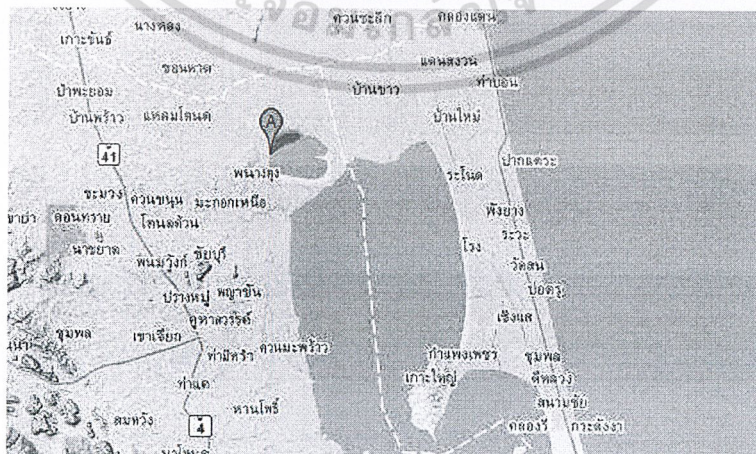 นางหลง
ควนชะลิก
คลองแดน
เกาะขันธ์
ชอนหาด
แดนสงวน
ท่าบอน
ป่าพะยอม
บ้านขาว
บ้านพร้าว
แหลมโตนด
บ้านใหม่
A
41
ปากแตระ
พนางตุง
ระโนด
ชะมวง
ควนขนุน
มะกอกเหนือ
ดอนทราย
โตนดด้วน
พังยาง
ระวะ
นาขยาด
โรง
พนมวังก์
ชัยบุรี
วัดสน
ปรางหมู่
พญาขัน
บ่อตรุ
คูหาสวรรค์
เชิงแส
ชุมพล
เขาเจียก
ท่ามิหรำ
ควนมะพร้าว
กำแพงเพชร
ชุมพล
เกาะใหญ่
ดีหลวง
ท่าแค
สนามชัย
หานโพธิ์
สมหวัง
4
คลองรี
กระดังงา